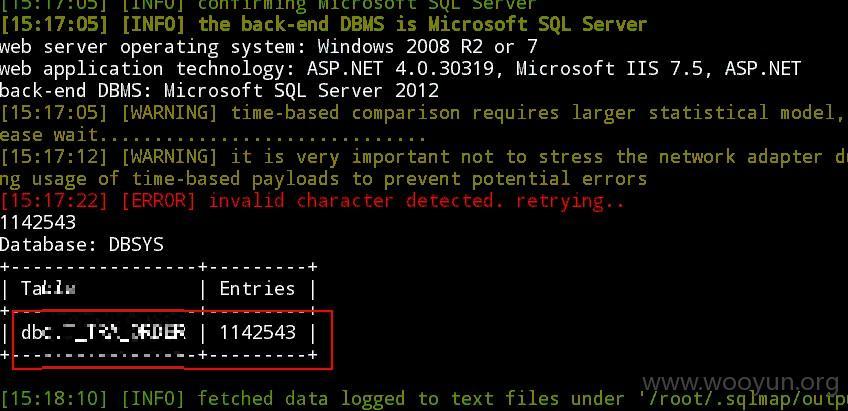 [15:17:05] [INFO] confirming Microsoft SQL Server
[15:17:05] [INFO] the back-end DBMS is Microsoft SQL Server
web server operating system: Windows 2008 R2 or 7
web application technology: ASP.NET 4.0.30319, Microsoft IIS 7.5, ASP.NET
back-end DBMS: Microsoft SQL Server 2012
[15:17:05] [WARNING] time-based comparison requires larger statistical model,
ease wait..............................
[15:17:12] [WARNING] it is very important not to stress the network adapter du
ng usage of time-based payloads to prevent potential errors
[15:17:22] [ERROR] invalid character detected. retrying..
1142543
Database: DBSYS
+-----------------+---------+
| Table | Entries |
+-----------------+---------+
| 1142543 |
+-----------------+---------+
www.wooyun.org
[15:18:10] [INFO] fetched data logged to text files under '/root/.sqlmap/outp